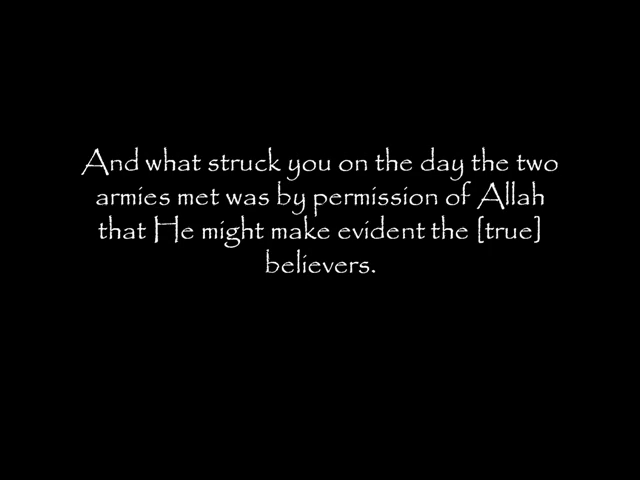 And what struck you on the day the two
armies met was by permission of Allah
that He might make evident the [true]
believers.